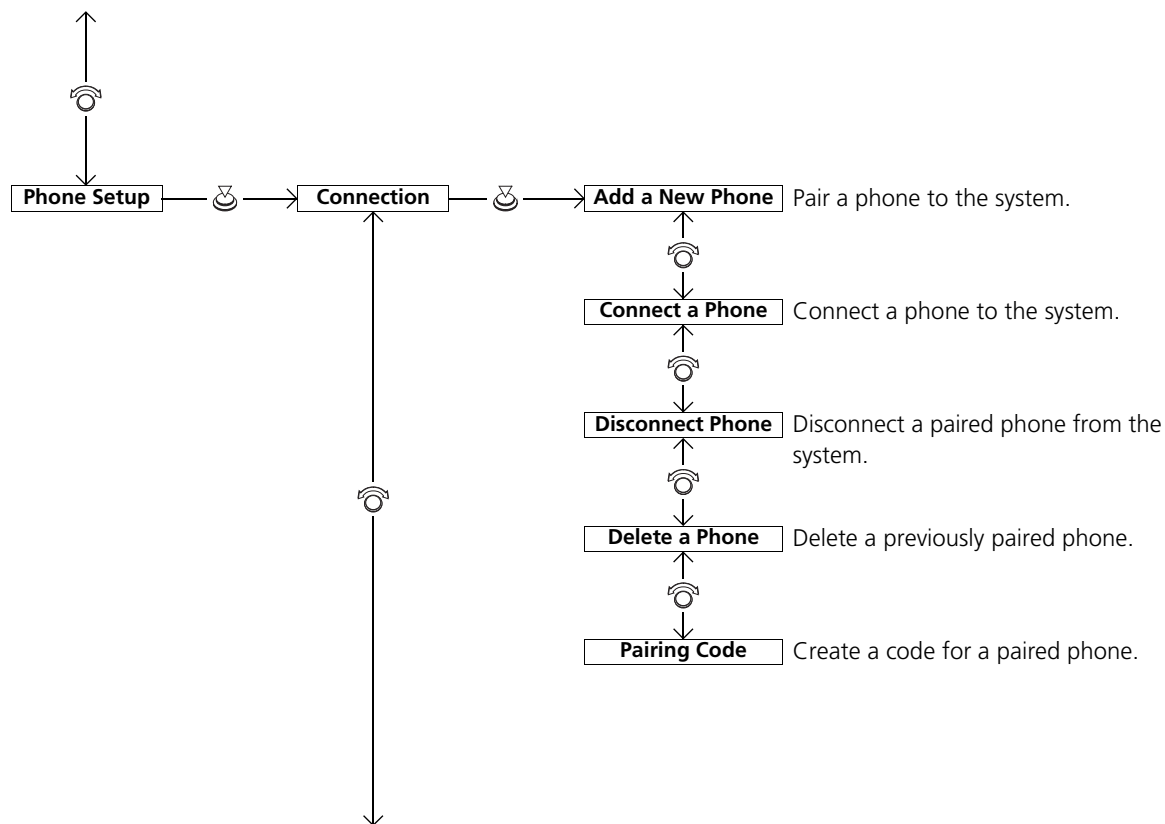 Phone Setup
Connection
Add a New Phone
Pair a phone to the system.
Connect a Phone
Connect a phone to the system.
Disconnect Phone
Disconnect a paired phone from the
system.
Delete a Phone
Delete a previously paired phone.
Pairing Code
Create a code for a paired phone.